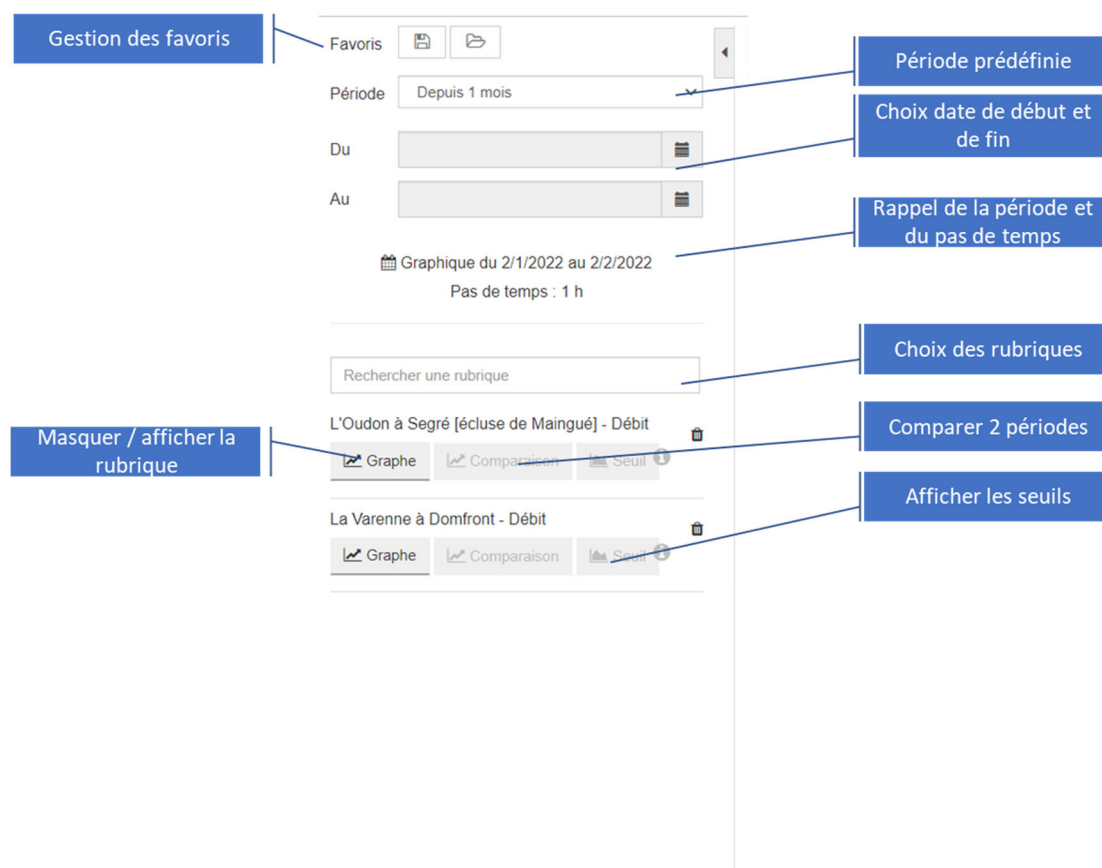 Gestion des favoris
Favoris
Période prédéfinie
Période
Depuis 1 mois
Choix date de début et
de fin
Du
Au
Rappel de la période et
du pas de temps
Graphique du 2/1/2022 au 2/2/2022
Pas de temps : 1 h
Choix des rubriques
Rechercher une rubrique
L'Oudon à Segré [écluse de Maingué] - Débit
Comparer 2 périodes
Masquer / afficher la
rubrique
Graphe Comparaison Seuil
Afficher les seuils
La Varenne à Domfront - Débit
Graphe Comparaison Seuil